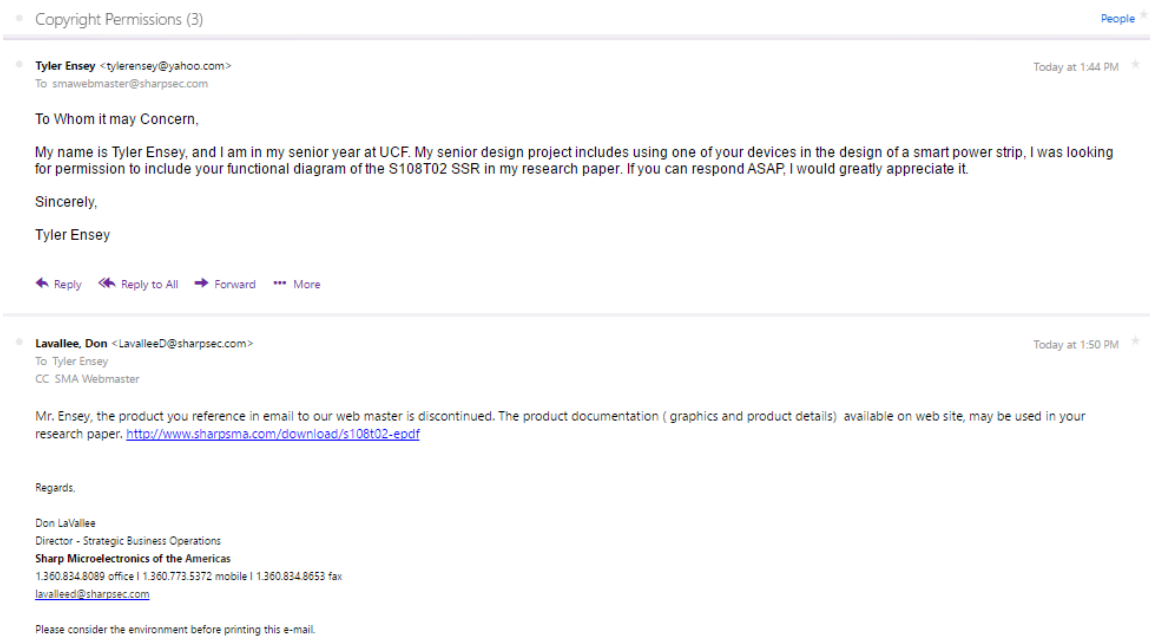 Copyright Permissions (3)
People
Tyler Ensey <tylerensey@yahoo.com>
Today at 1:44 PM
To smawebmaster@sharpsec.com
To Whom it may Concern,
My name is Tyler Ensey, and I am in my senior year at UCF. My senior design project includes using one of your devices in the design of a smart power strip, I was looking
for permission to include your functional diagram of the S108T02 SSR in my research paper. If you can respond ASAP, I would greatly appreciate it.
Sincerely,
Tyler Ensey
Reply Reply to All Forward ••• More
Lavallee, Don <LavalleeD@sharpsec.com>
Today at 1:50 PM
To Tyler Ensey
CC SMA Webmaster
Mr. Ensey, the product you reference in email to our web master is discontinued. The product documentation ( graphics and product details) available on web site, may be used in your
research paper. http://www.sharpsma.com/download/s108t02-epdf
Regards,
Don LaVallee
Director - Strategic Business Operations
Sharp Microelectronics of the Americas
1.360.834.8089 office l 1.360.773.5372 mobile l 1.360.834.8653 fax
lavalleed@sharpsec.com
Please consider the environment before printing this e-mail.